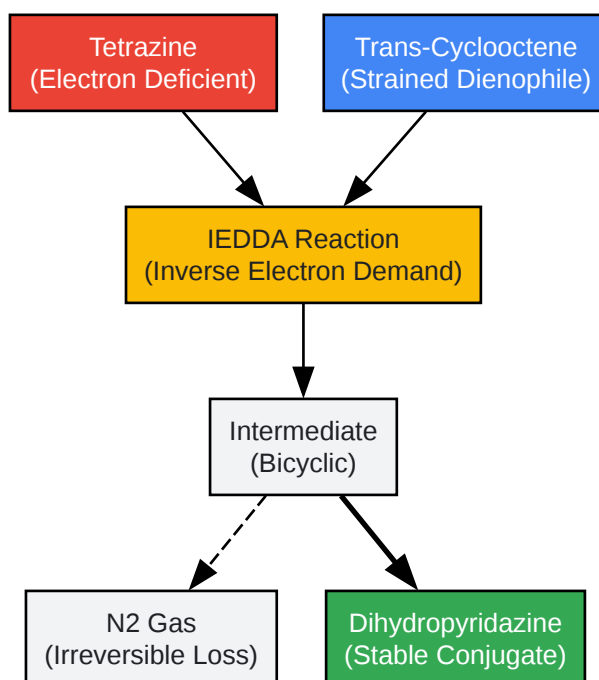 Tetrazine
(Electron Deficient)
Trans-Cyclooctene
(Strained Dienophile)
IEDDA Reaction
(Inverse Electron Demand)
Intermediate
(Bicyclic)
N2 Gas
(Irreversible Loss)
Dihydropyridazine
(Stable Conjugate)